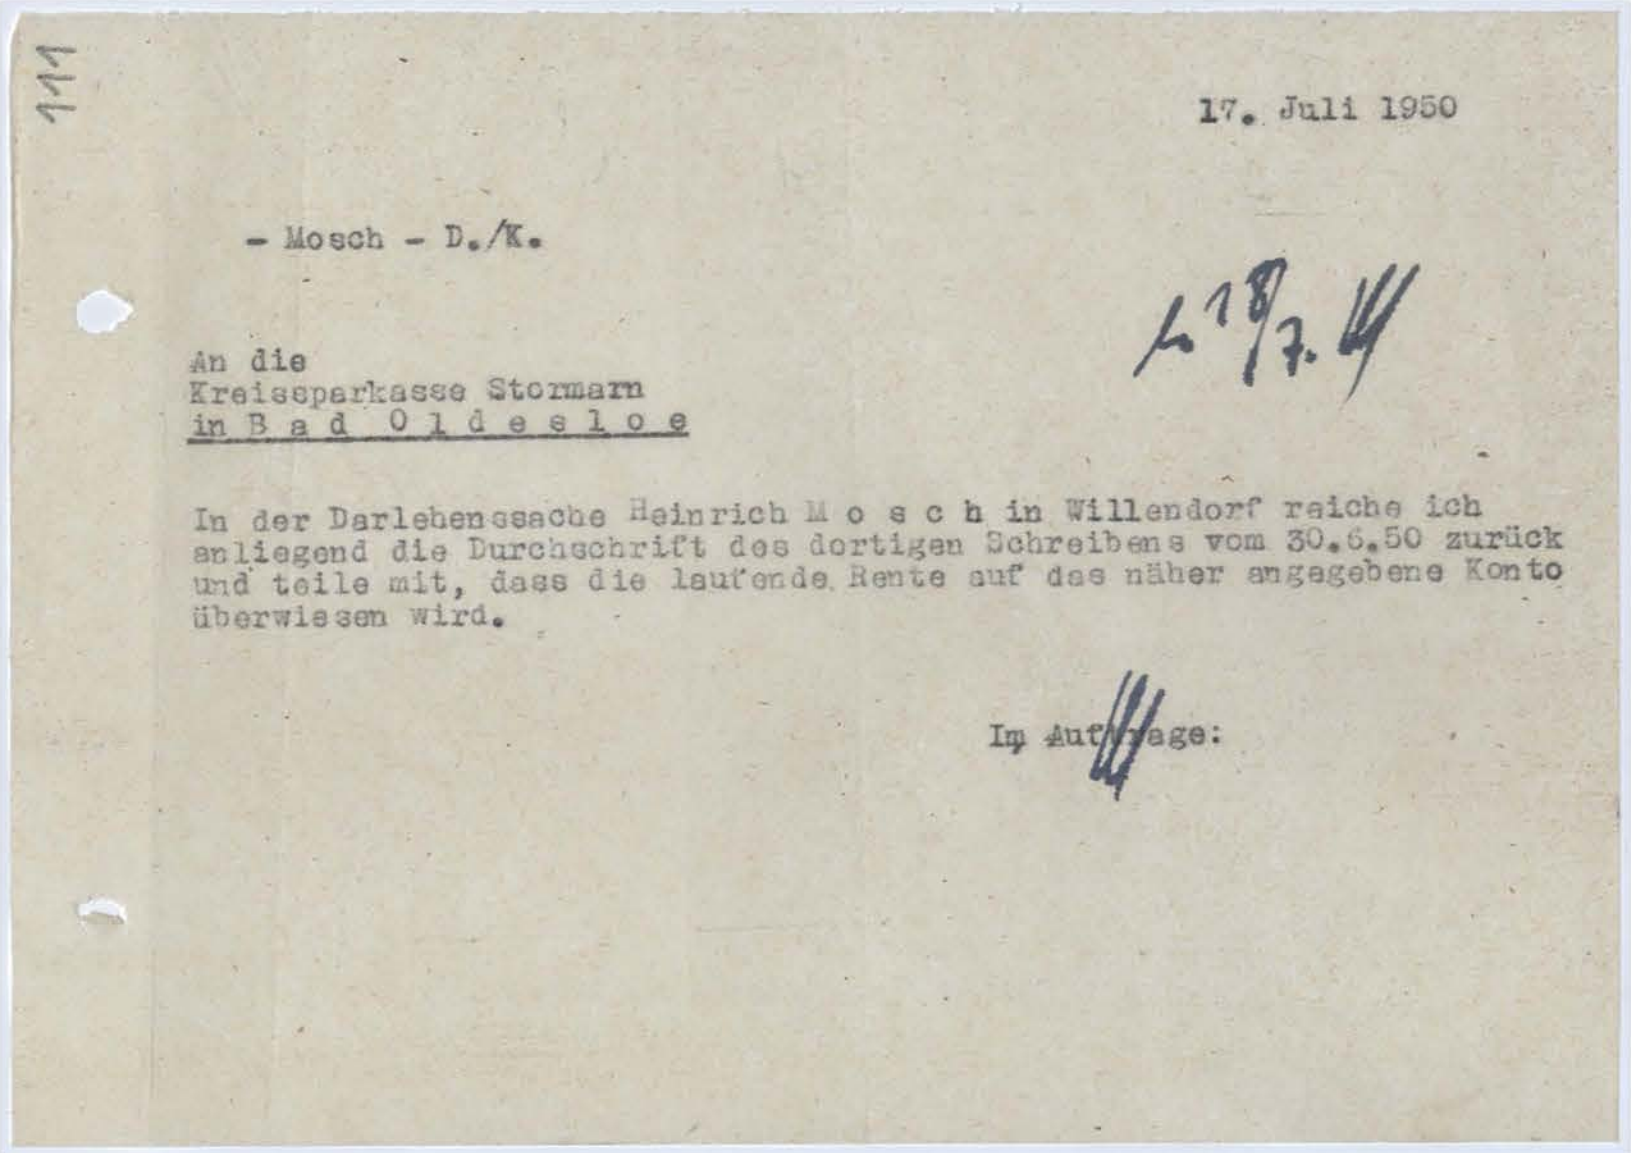 111
17. Juli 1950
- Mosch - D./K.
18/7.
An die
Kreissparkasse Stormarn
in B a d O l d e s l o e
In der Darlehenssache Heinrich M o s c h in Willendorf reiche ich
anliegend die Durchschrift des dortigen Schreibens vom 30.6.50 zurück
und teile mit, dass die laufende Rente auf das näher angegebene Konto
überwiesen wird.
Im Auftrage: